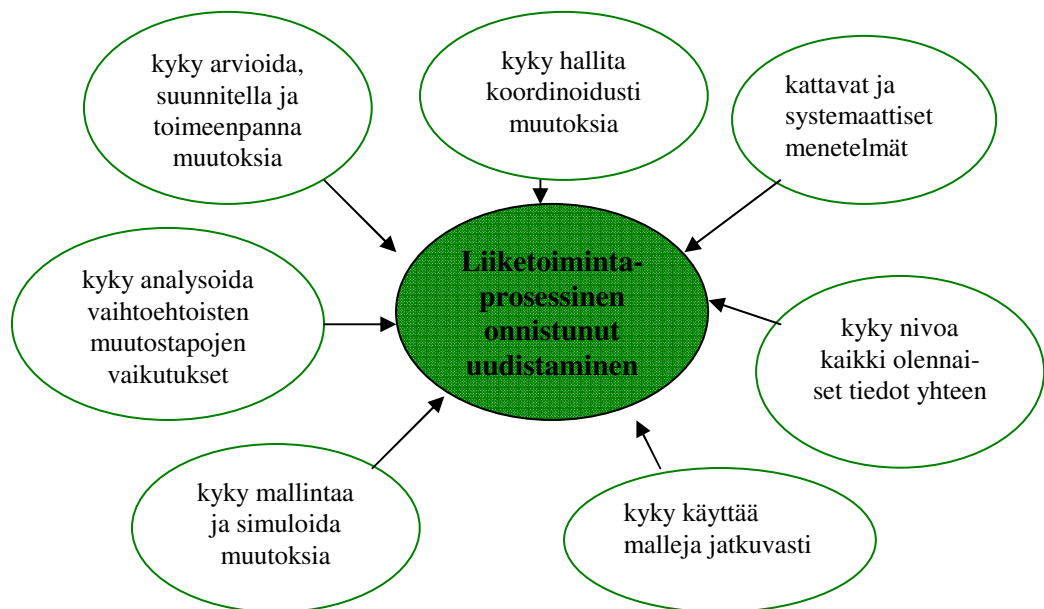 kyky arvioida,
suunnitella ja
toimeenpanna
muutoksia
kyky hallita
koordinoidusti
muutoksia
kattavat ja
systemaattiset
menetelmät
kyky analysoida
vaihtoehtoisten
muutostapojen
vaikutukset
Liiketoiminta-
prosessinen
onnistunut
uudistaminen
kyky nivoa
kaikki olennai-
set tiedot yhteen
kyky mallintaa
ja simuloida
muutoksia
kyky käyttää
malleja jatkuvasti